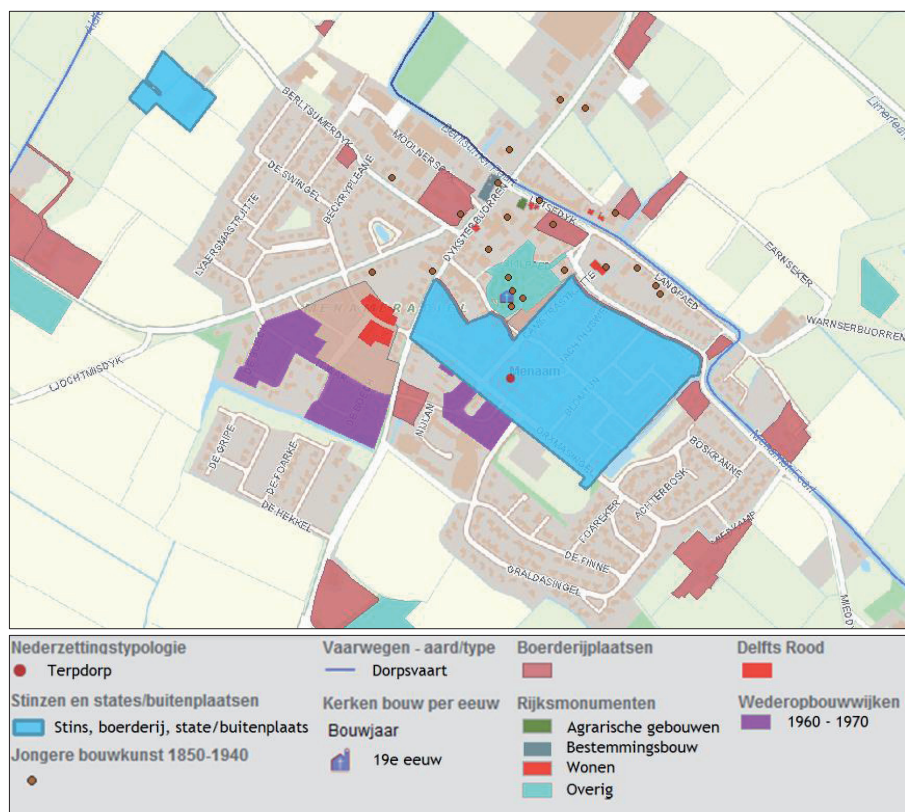 BERLTSUMERDYK
DE SWINGEL
BECKRYPLEANE
LYAERSMASTRJITTE
DYKSTERBUORREN
LJOCHTMISDYK
LANGPAED
EARNSEKER
WARNSERBUORREN
Menaam
GRALDASINGEL
NIJLAN
DE GRIPE
DE FOARKE
DE HEKKEL
BOSKRANNE
ACHTERBOSK
FOAREKER
DE FINNE
GRALDASINGEL
Nederzettingstypologie
Terpdorp
Stinzen en states/buitenplaatsen
Stins, boerderij, state/buitenplaats
Jongere bouwkunst 1850-1940
Vaarwegen - aard/type
Dorpsvaart
Kerken bouw per eeuw
Bouwjaar
19e eeuw
Boerderijplaatsen
Rijksmonumenten
Agrarische gebouwen
Bestemmingsbouw
Wonen
Overig
Delfts Rood
Wederopbouwwijken
1960 - 1970